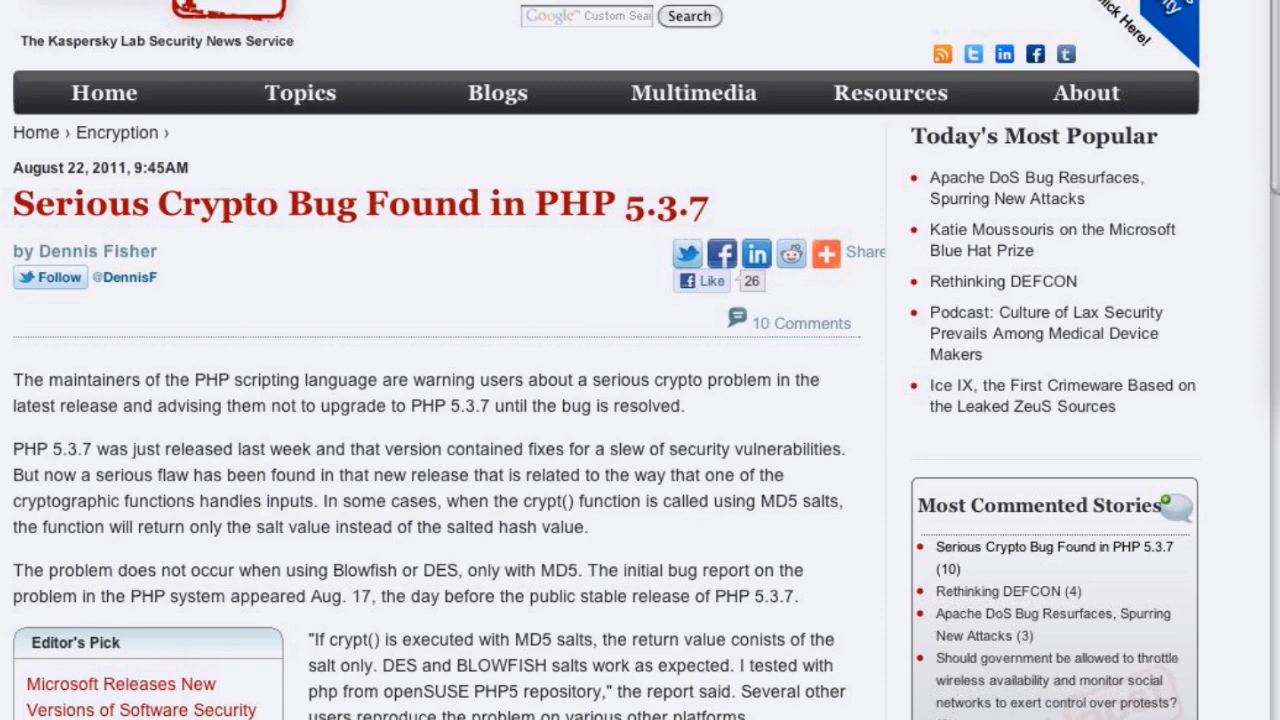 Google™ Custom Sear
Search
Click Here!
The Kaspersky Lab Security News Service
Home
Topics
Blogs
Multimedia
Resources
About
Home › Encryption ›
August 22, 2011, 9:45AM
Serious Crypto Bug Found in PHP 5.3.7
by Dennis Fisher
Follow @DennisF
Share
Like 26
10 Comments
The maintainers of the PHP scripting language are warning users about a serious crypto problem in the
latest release and advising them not to upgrade to PHP 5.3.7 until the bug is resolved.
PHP 5.3.7 was just released last week and that version contained fixes for a slew of security vulnerabilities.
But now a serious flaw has been found in that new release that is related to the way that one of the
cryptographic functions handles inputs. In some cases, when the crypt() function is called using MD5 salts,
the function will return only the salt value instead of the salted hash value.
The problem does not occur when using Blowfish or DES, only with MD5. The initial bug report on the
problem in the PHP system appeared Aug. 17, the day before the public stable release of PHP 5.3.7.
Editor's Pick
Microsoft Releases New
Versions of Software Security
"If crypt() is executed with MD5 salts, the return value conists of the
salt only. DES and BLOWFISH salts work as expected. I tested with
php from openSUSE PHP5 repository," the report said. Several other
users reproduce the problem on various other platforms.
Today's Most Popular
Apache DoS Bug Resurfaces,
Spurring New Attacks
Katie Moussouris on the Microsoft
Blue Hat Prize
Rethinking DEFCON
Podcast: Culture of Lax Security
Prevails Among Medical Device
Makers
Ice IX, the First Crimeware Based on
the Leaked ZeuS Sources
Most Commented Stories
Serious Crypto Bug Found in PHP 5.3.7
(10)
Rethinking DEFCON (4)
Apache DoS Bug Resurfaces, Spurring
New Attacks (3)
Should government be allowed to throttle
wireless availability and monitor social
networks to exert control over protests?